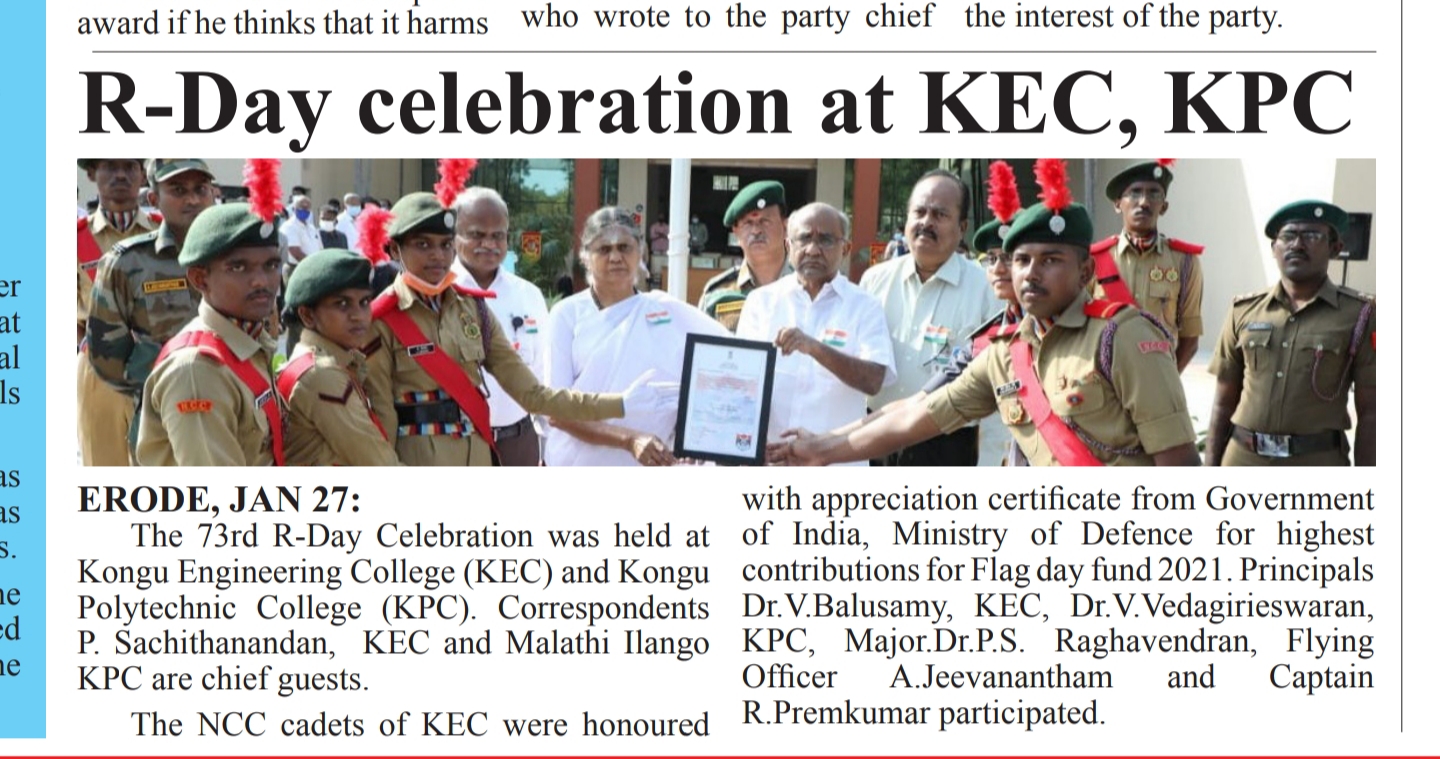 award if he thinks that it harms
who wrote to the party chief
the interest of the party.
R-Day celebration at KEC, KPC
er
at
al
ls
as
as
s.
ne
ed
ne
NCC
ERODE, JAN 27:
The 73rd R-Day Celebration was held at
Kongu Engineering College (KEC) and Kongu
Polytechnic College (KPC). Correspondents
P. Sachithanandan, KEC and Malathi Ilango
KPC are chief guests.
The NCC cadets of KEC were honoured
with appreciation certificate from Government
of India, Ministry of Defence for highest
contributions for Flag day fund 2021. Principals
Dr.V.Balusamy, KEC, Dr.V.Vedagirieswaran,
KPC, Major.Dr.P.S. Raghavendran, Flying
Officer A.Jeevanantham and Captain
R.Premkumar participated.